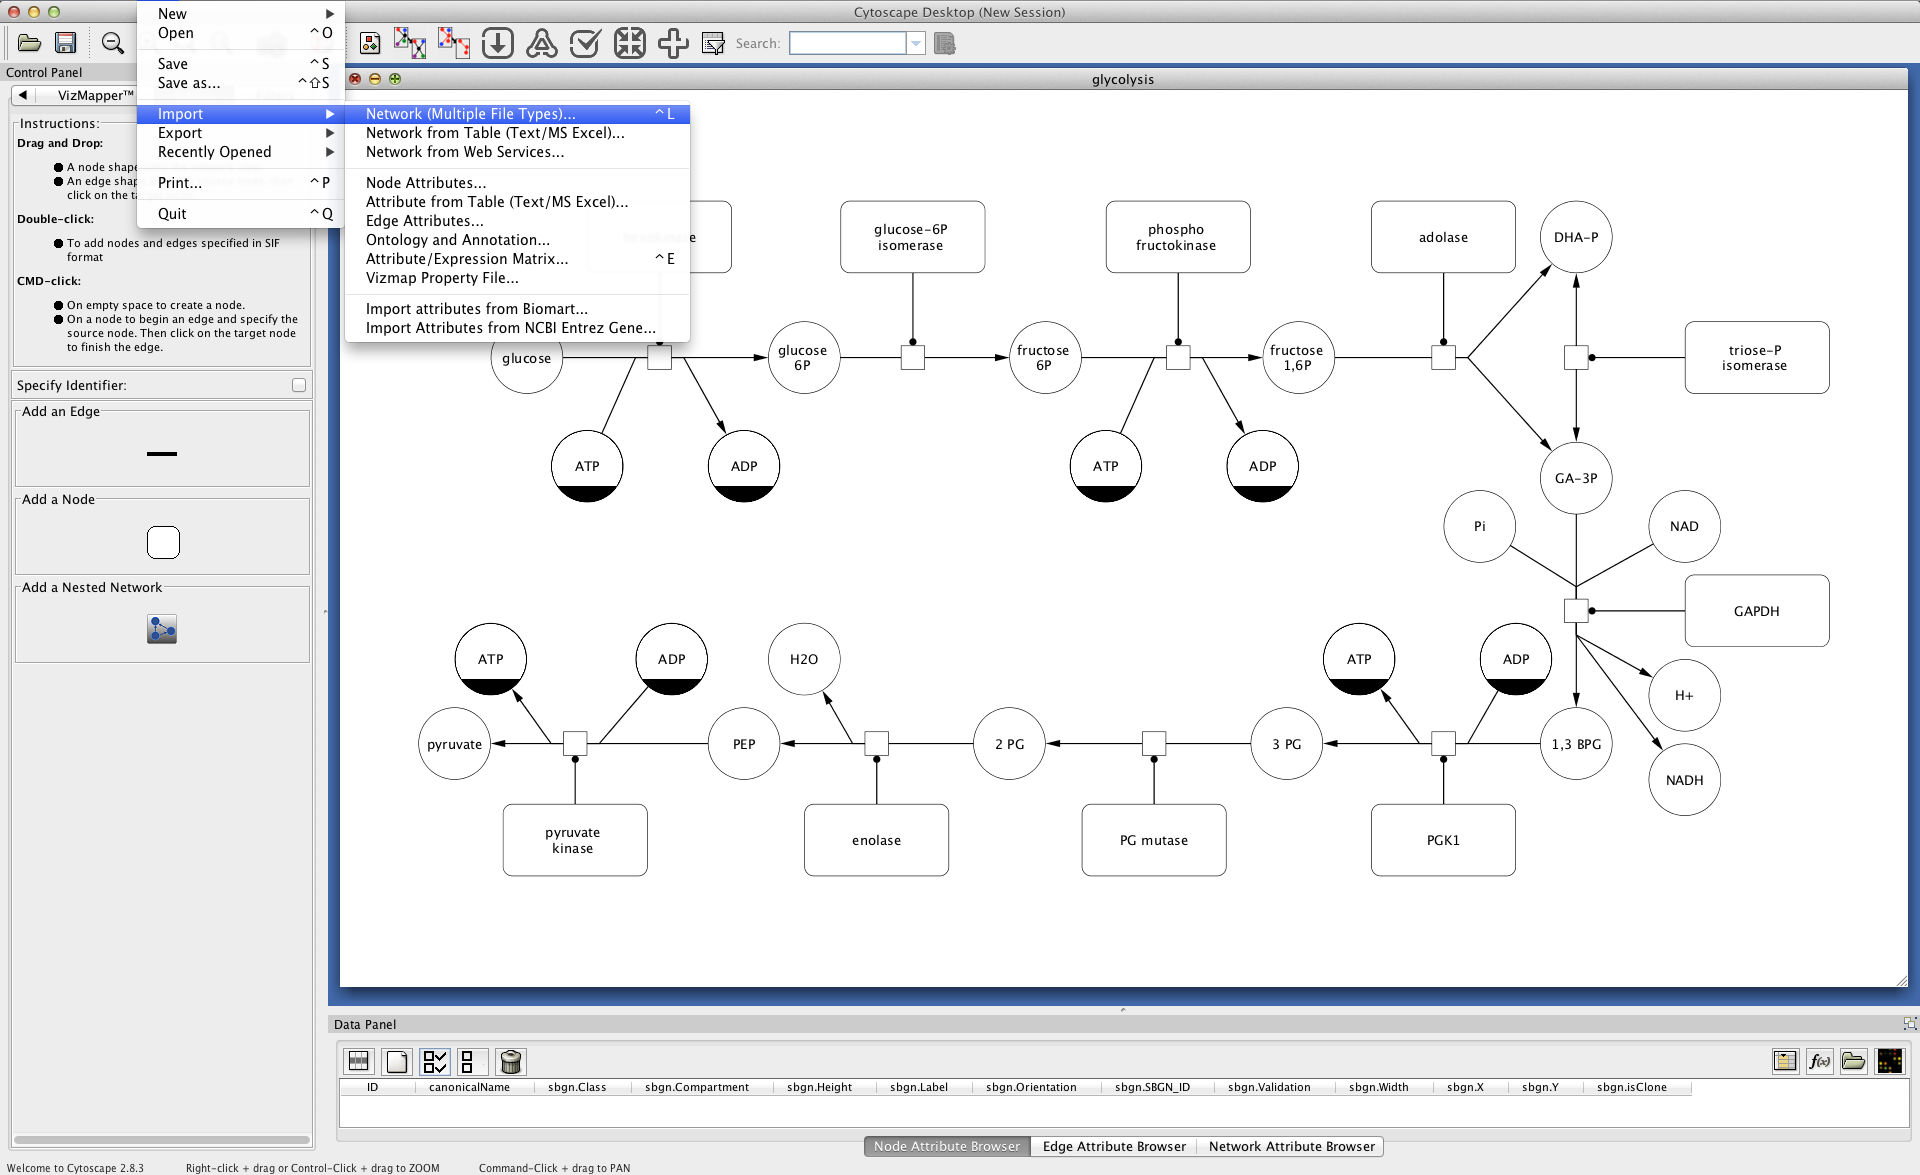 Cytoscape Desktop (New Session)
New
Open ^O
Save ^S
Save as... ^⇧S
Import
Export
Recently Opened
Print... ^P
Quit ^Q
Network (Multiple File Types)... ^L
Network from Table (Text/MS Excel)...
Network from Web Services...
Node Attributes...
Attribute from Table (Text/MS Excel)...
Edge Attributes...
Ontology and Annotation...
Attribute/Expression Matrix... ^E
Vizmap Property File...
Import attributes from Biomart...
Import Attributes from NCBI Entrez Gene...
Search:
Control Panel
VizMapper™
Instructions:
Drag and Drop:
A node shape
An edge shap
click on the ta
Double-click:
To add nodes and edges specified in SIF
format
CMD-click:
On empty space to create a node.
On a node to begin an edge and specify the
source node. Then click on the target node
to finish the edge.
Specify Identifier:
Add an Edge
Add a Node
Add a Nested Network
glycolysis
glucose-6P
isomerase
phospho
fructokinase
adolase
DHA-P
glucose
glucose
6P
fructose
6P
fructose
1,6P
triose-P
isomerase
ATP
ADP
ATP
ADP
GA-3P
Pi
NAD
GAPDH
ATP
ADP
H2O
ATP
ADP
H+
pyruvate
PEP
2 PG
3 PG
1,3 BPG
NADH
pyruvate
kinase
enolase
PG mutase
PGK1
Data Panel
f(x)
ID canonicalName sbgn.Class sbgn.Compartment sbgn.Height sbgn.Label sbgn.Orientation sbgn.SBGN_ID sbgn.Validation sbgn.Width sbgn.X sbgn.Y sbgn.isClone
Node Attribute Browser Edge Attribute Browser Network Attribute Browser
Welcome to Cytoscape 2.8.3 Right-click + drag or Control-Click + drag to ZOOM Command-Click + drag to PAN